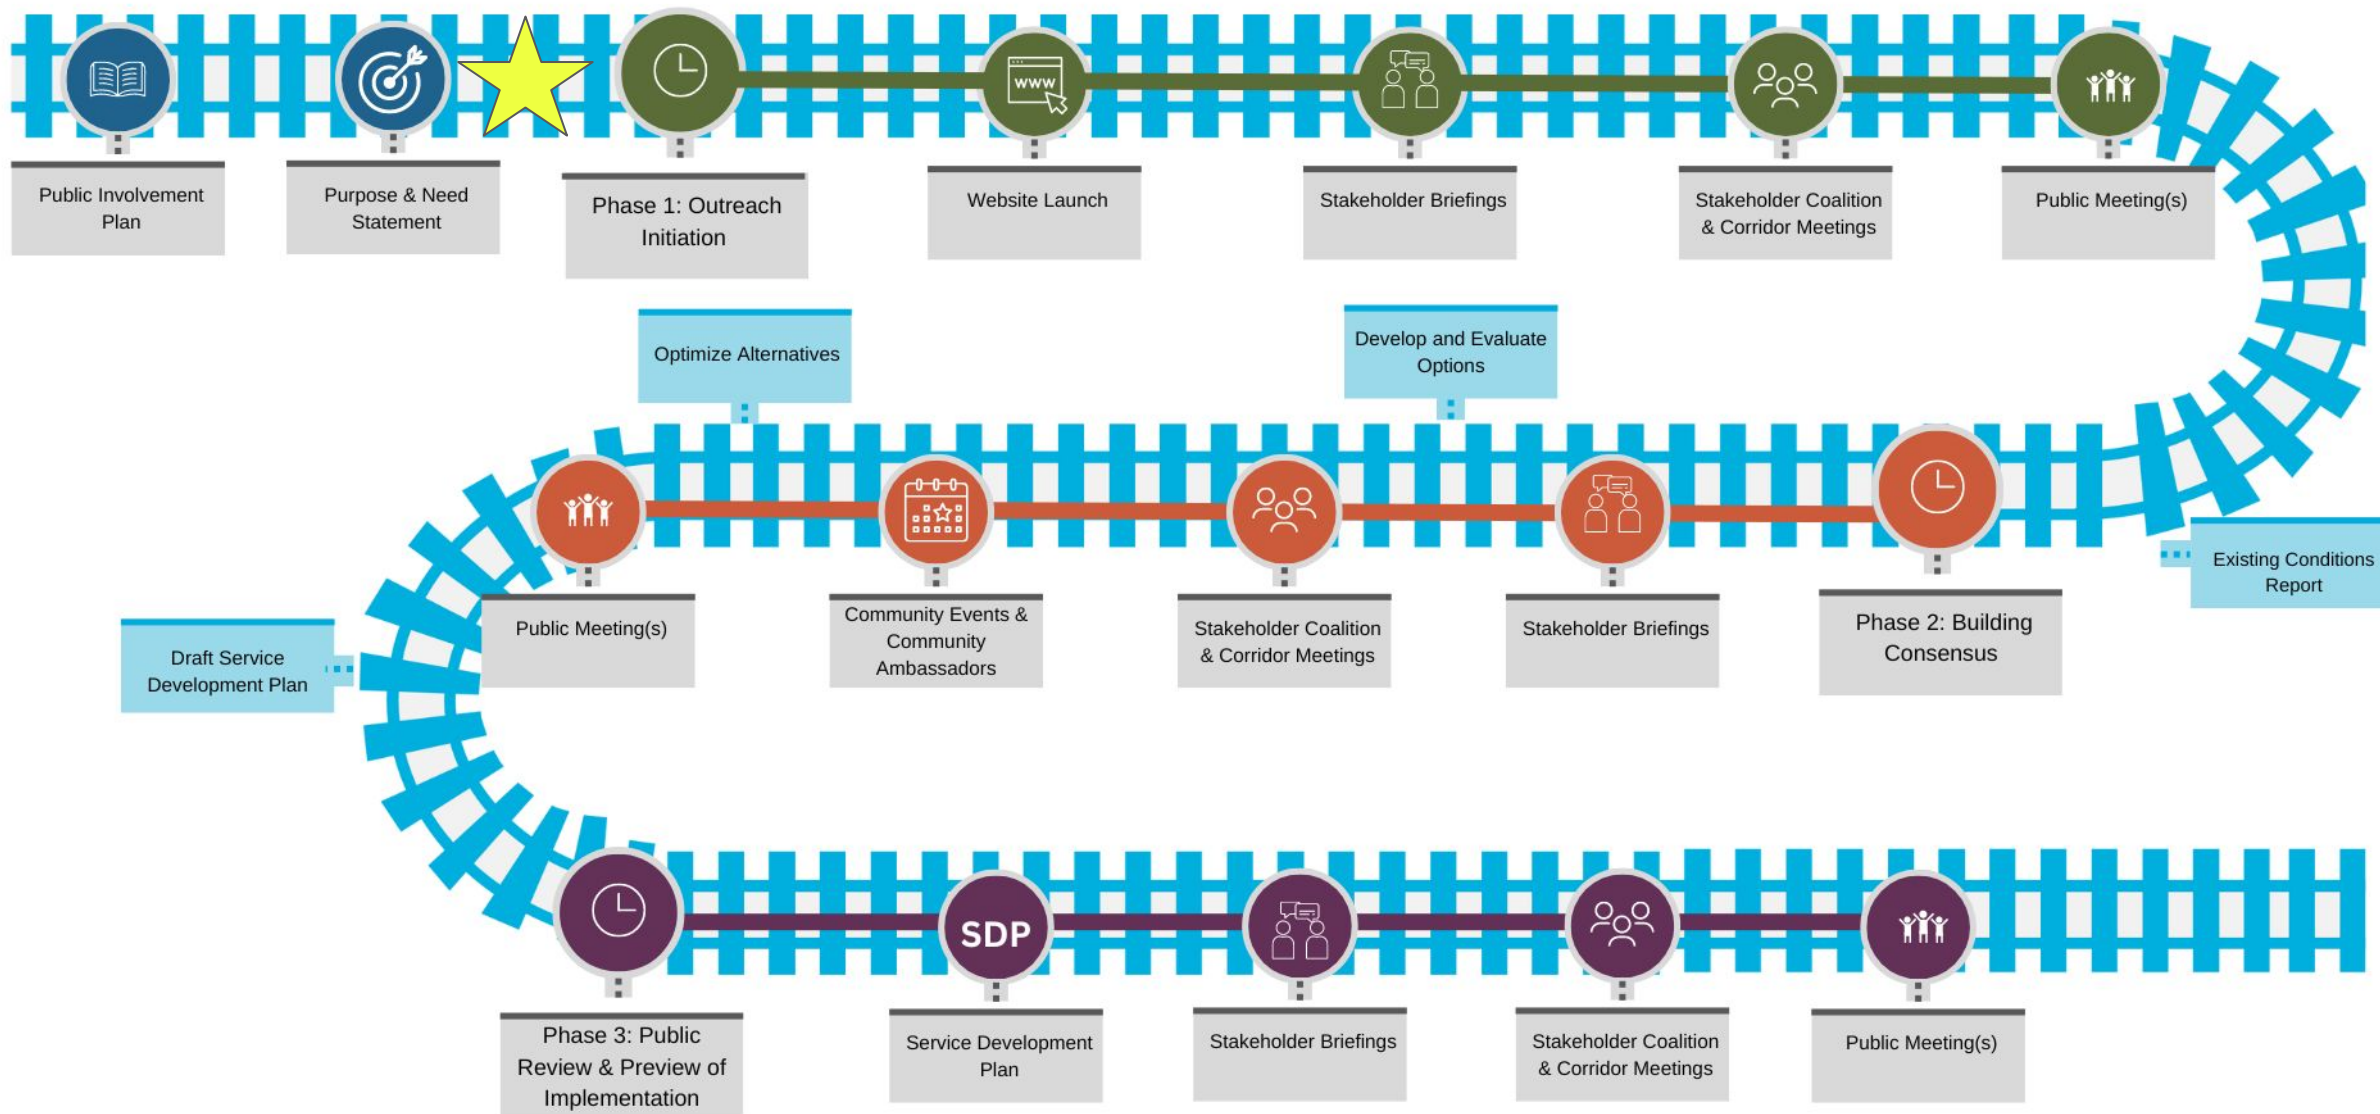 www
Public Involvement
Plan
Purpose & Need
Statement
Phase 1: Outreach
Initiation
Website Launch
Stakeholder Briefings
Stakeholder Coalition
& Corridor Meetings
Public Meeting(s)
Optimize Alternatives
Develop and Evaluate
Options
Existing Conditions
Report
Phase 2: Building
Consensus
Stakeholder Briefings
Stakeholder Coalition
& Corridor Meetings
Community Events &
Community
Ambassadors
Public Meeting(s)
Draft Service
Development Plan
SDP
Phase 3: Public
Review & Preview of
Implementation
Service Development
Plan
Stakeholder Briefings
Stakeholder Coalition
& Corridor Meetings
Public Meeting(s)